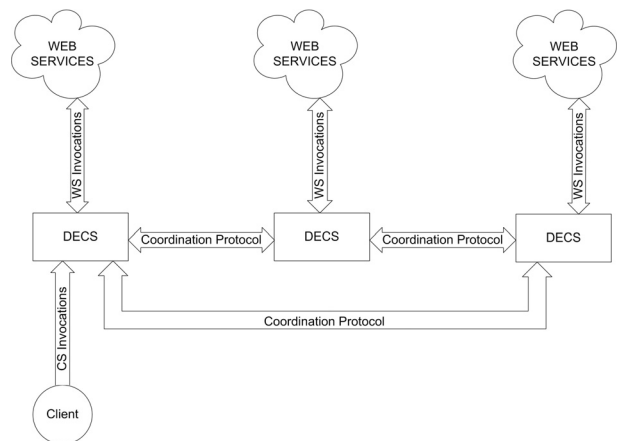 WEB
SERVICES
WEB
SERVICES
WEB
SERVICES
WS Invocations
WS Invocations
WS Invocations
DECS
Coordination Protocol
DECS
Coordination Protocol
DECS
CS Invocations
Coordination Protocol
Client